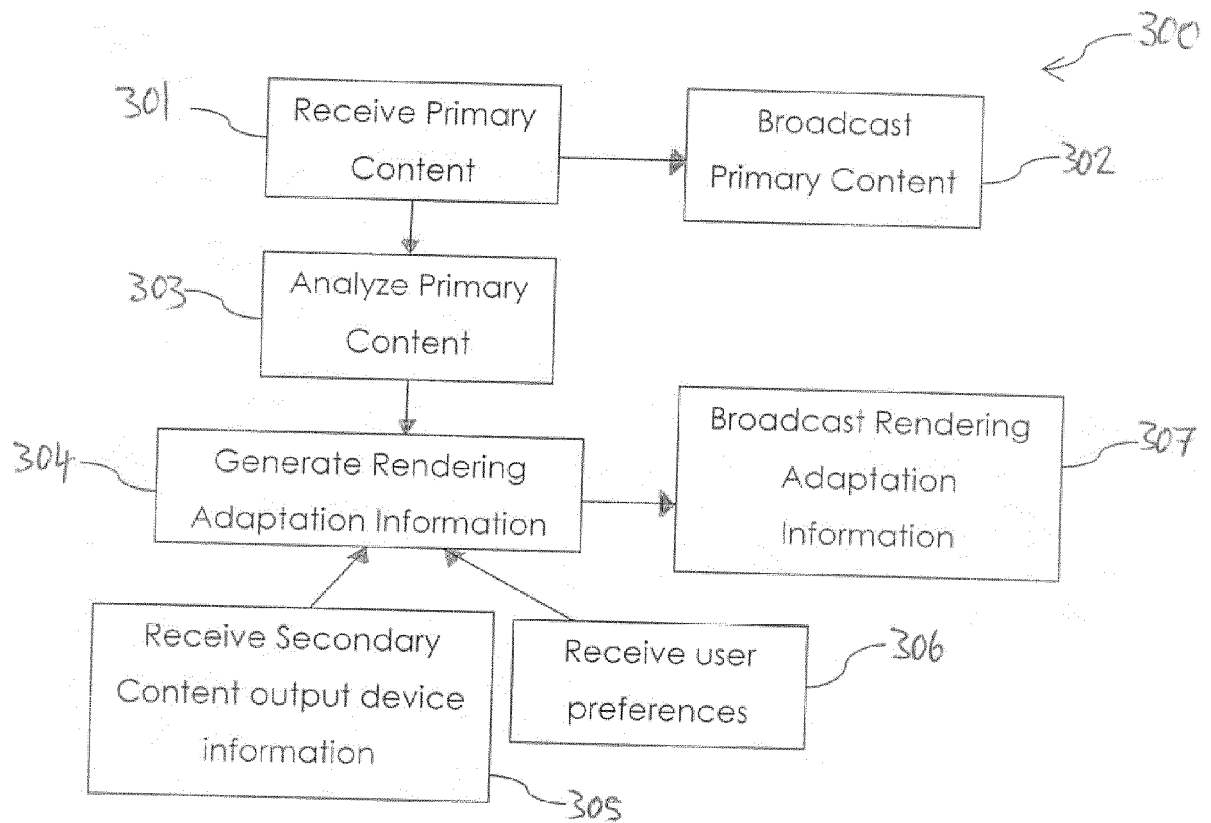 300
301
Receive Primary
Content
Broadcast
Primary Content
302
303
Analyze Primary
Content
304
Generate Rendering
Adaptation Information
Broadcast Rendering
Adaptation
Information
307
Receive Secondary
Content output device
information
305
Receive user
preferences
306